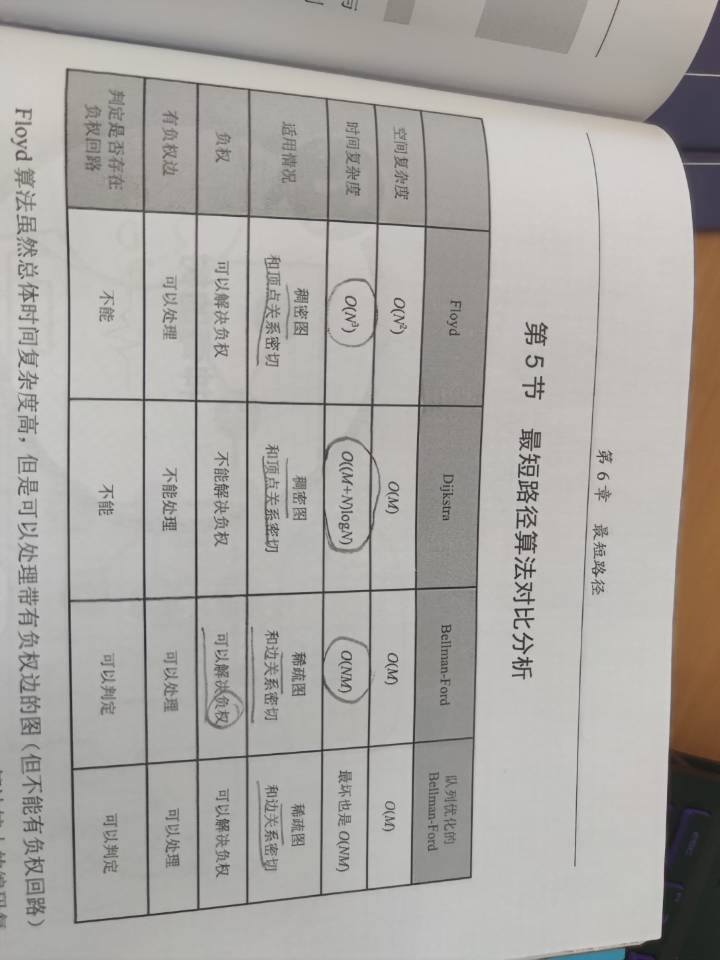 第 6 章　最短路径
第 5 节　最短路径算法对比分析
Floyd　Dijkstra　Bellman-Ford　队列优化的
Bellman-Ford
空间复杂度　O(N²)　O(M)　O(M)　O(M)
时间复杂度　O(N³)　O((M+N)logN)　O(NM)　最坏也是 O(NM)
适用情况　稠密图　稠密图　稀疏图　稀疏图
和顶点关系密切　和顶点关系密切　和边关系密切　和边关系密切
负权　可以解决负权　不能解决负权　可以解决负权　可以解决负权
有负权边　可以处理　不能处理　可以处理　可以处理
判定是否存在
负权回路　不能　不能　可以判定　可以判定
Floyd 算法虽然总体时间复杂度高，但是可以处理带有负权边的图（但不能有负权回路）